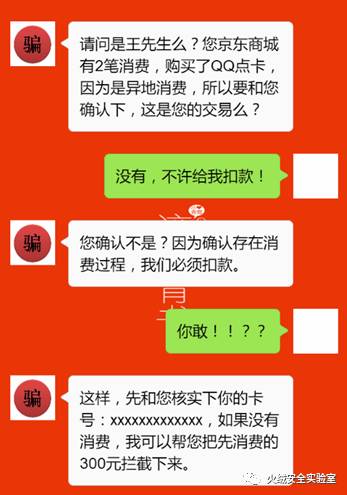 骗
请问是王先生么？您京东商城
有2笔消费，购买了QQ点卡，
因为是异地消费，所以要和您
确认下，这是您的交易么？
没有，不许给我扣款！
骗
您确认不是？因为确认存在消
费过程，我们必须扣款。
你敢！！？？
骗
这样，先和您核实下你的卡
号：xxxxxxxxxxxxx，如果没有
消费，我可以帮您把先消费的
300元拦截下来。
火绒安全实验室